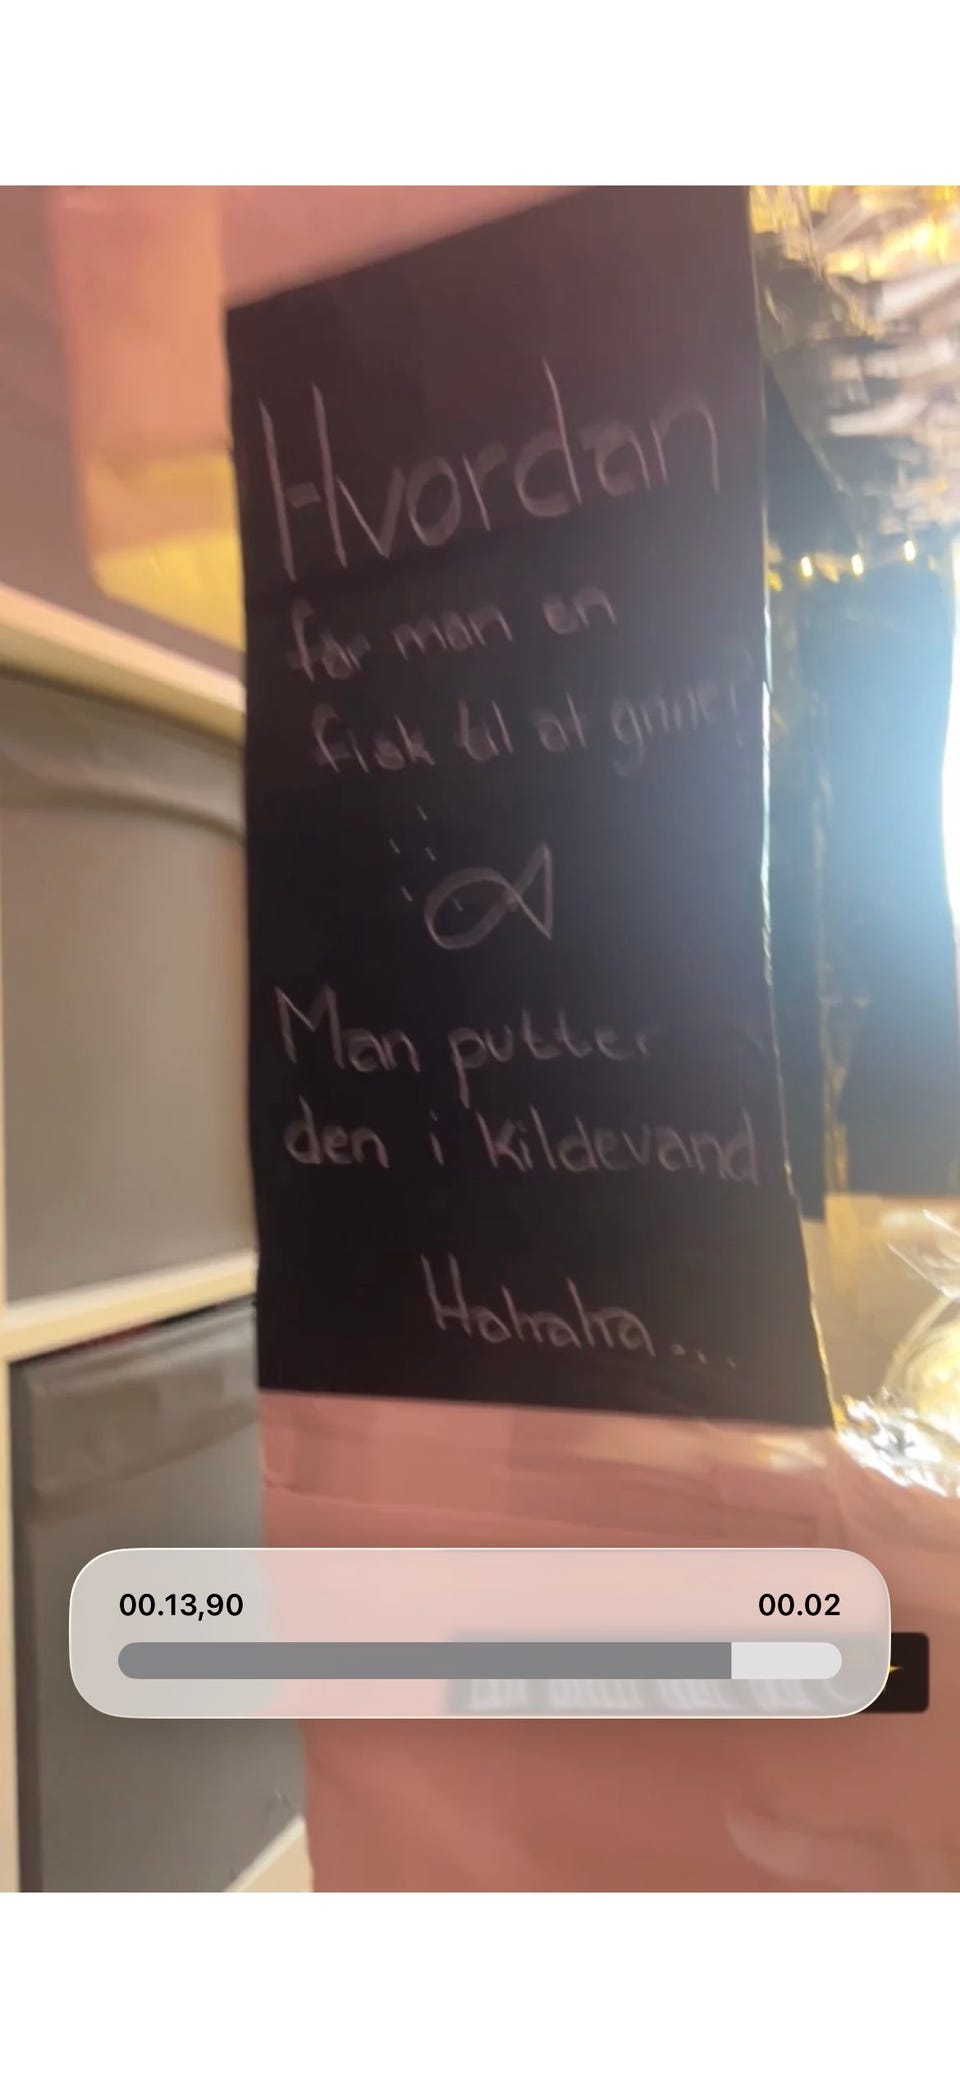 Hvordan
får man en
fisk til at grine!
Man putter
den i kildevand
Hahaha...
00.13,90
00.02